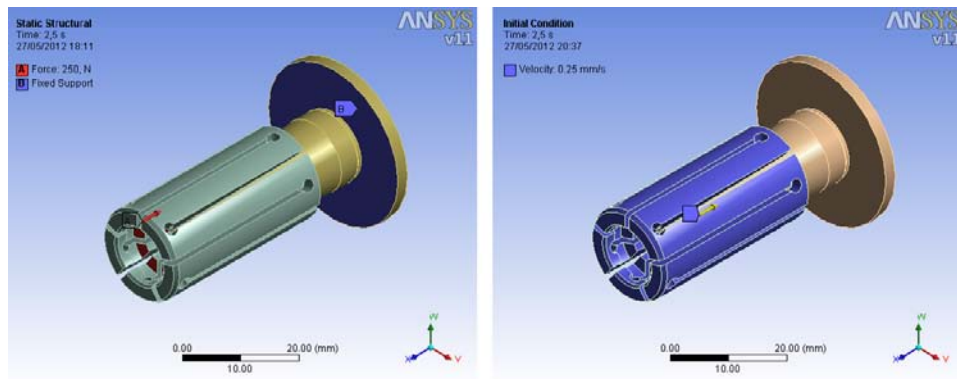 Static Structural
Time: 2,5 s
27/05/2012 18:11
A Force: 250, N
B Fixed Support
ANSYS
v11
B
0.00 20.00 (mm)
10.00
W
X Y
Initial Condition
Time: 2,5 s
27/05/2012 20:37
Velocity: 0.25 mm/s
ANSYS
v11
0.00 20.00 (mm)
10.00
W
X Y